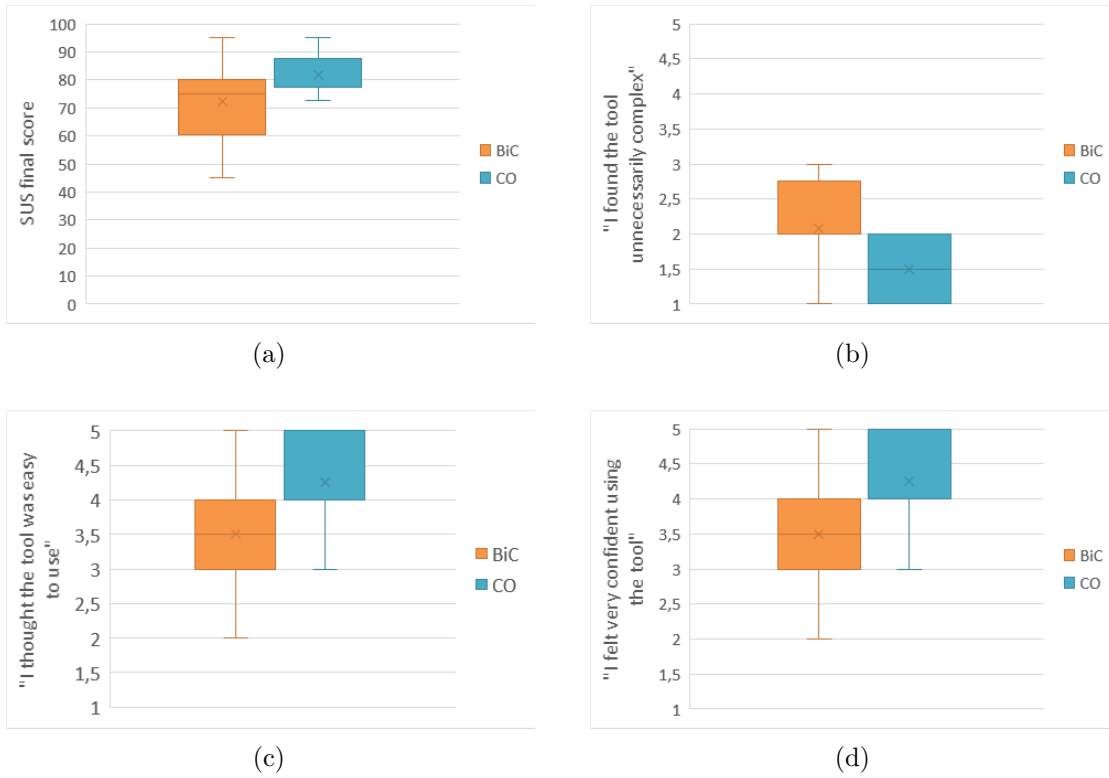 SUS final score
100
90
80
70
60
50
40
30
20
10
0
BiC
CO
(a)
"I found the tool
unnecessarily complex"
5
4,5
4
3,5
3
2,5
2
1,5
1
BiC
CO
(b)
"I thought the tool was easy
to use"
5
4,5
4
3,5
3
2,5
2
1,5
1
BiC
CO
(c)
"I felt very confident using
the tool"
5
4,5
4
3,5
3
2,5
2
1,5
1
BiC
CO
(d)